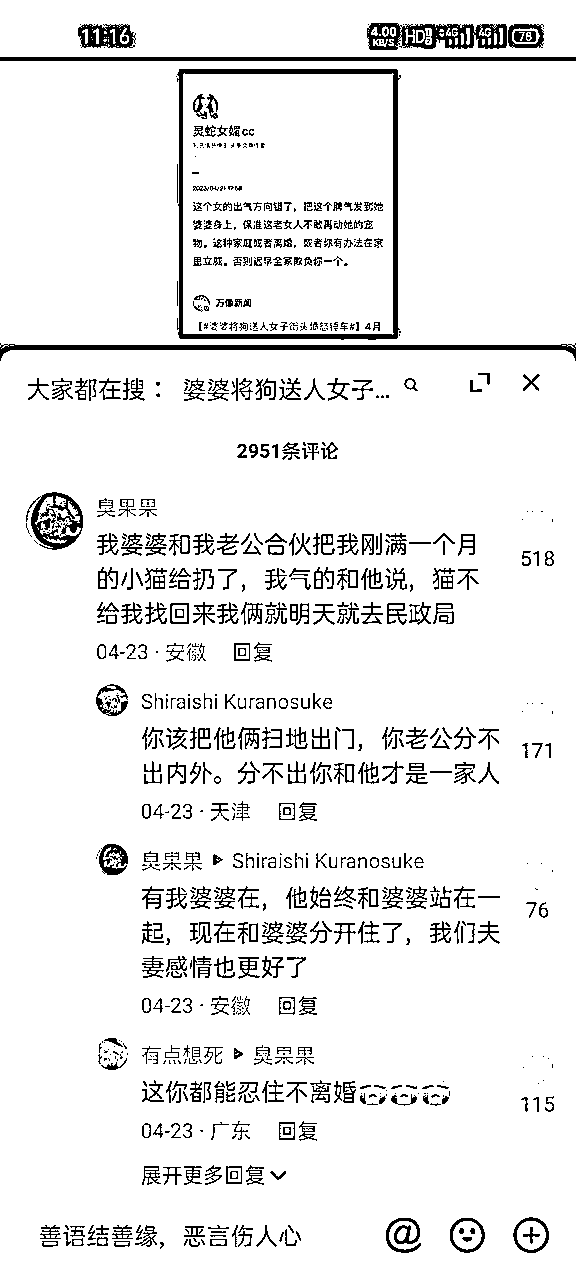 11:16
4.00 KB/S HD 4G 4G 76
灵蛇女媚cc
这个女的出气方向错了，把这个脾气发到她
婆婆身上，保准这老女人不敢再动她的宠
物。这种家庭或者离婚，或者你有办法在家
里立威。否则迟早全家欺负你一个。
万像新闻
【#婆婆将狗送人女子街头愤怒砸车#】4月
大家都在搜： 婆婆将狗送人女子...
2951条评论
臭果果
我婆婆和我老公合伙把我刚满一个月
的小猫给扔了，我气的和他说，猫不
给我找回来我俩就明天就去民政局
518
04-23 · 安徽 回复
Shiraishi Kuranosuke
你该把他俩扫地出门，你老公分不
出内外。分不出你和他才是一家人
171
04-23 · 天津 回复
臭果果 ▶ Shiraishi Kuranosuke
有我婆婆在，他始终和婆婆站在一
起，现在和婆婆分开住了，我们夫
妻感情也更好了
76
04-23 · 安徽 回复
有点想死 ▶ 臭果果
这你都能忍住不离婚
115
04-23 · 广东 回复
展开更多回复
善语结善缘，恶言伤人心